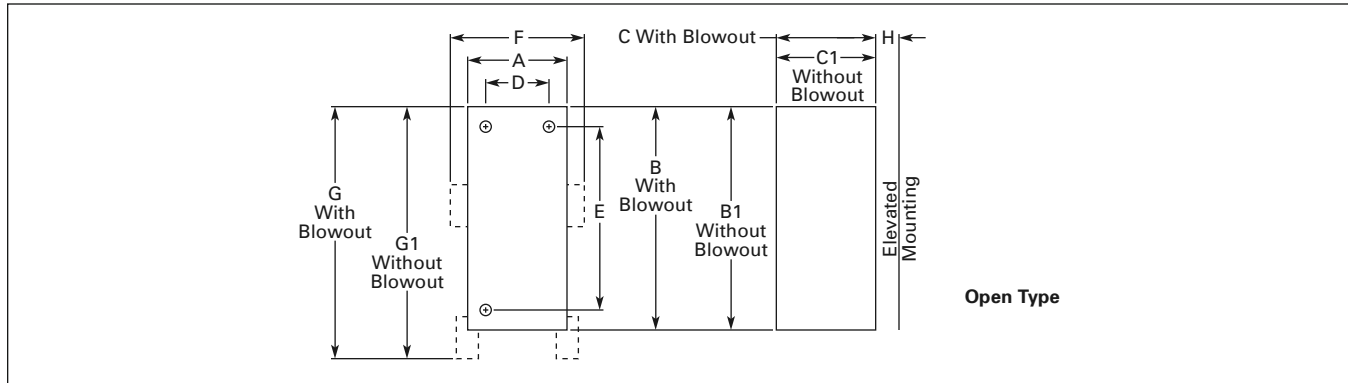 F
A
D
C With Blowout
H
C1
Without
Blowout
G
With
Blowout
G1
Without
Blowout
E
B
With
Blowout
B1
Without
Blowout
Elevated
Mounting
Open Type